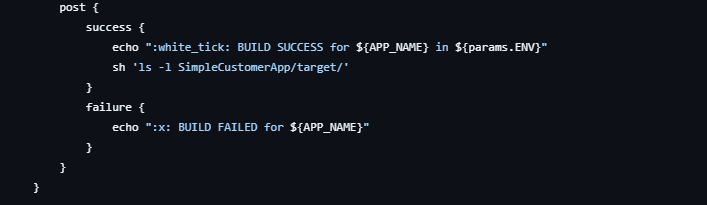 post {
success {
echo ":white_tick: BUILD SUCCESS for ${APP_NAME} in ${params.ENV}"
sh 'ls -l SimpleCustomerApp/target/'
}
failure {
echo ":x: BUILD FAILED for ${APP_NAME}"
}
}
}